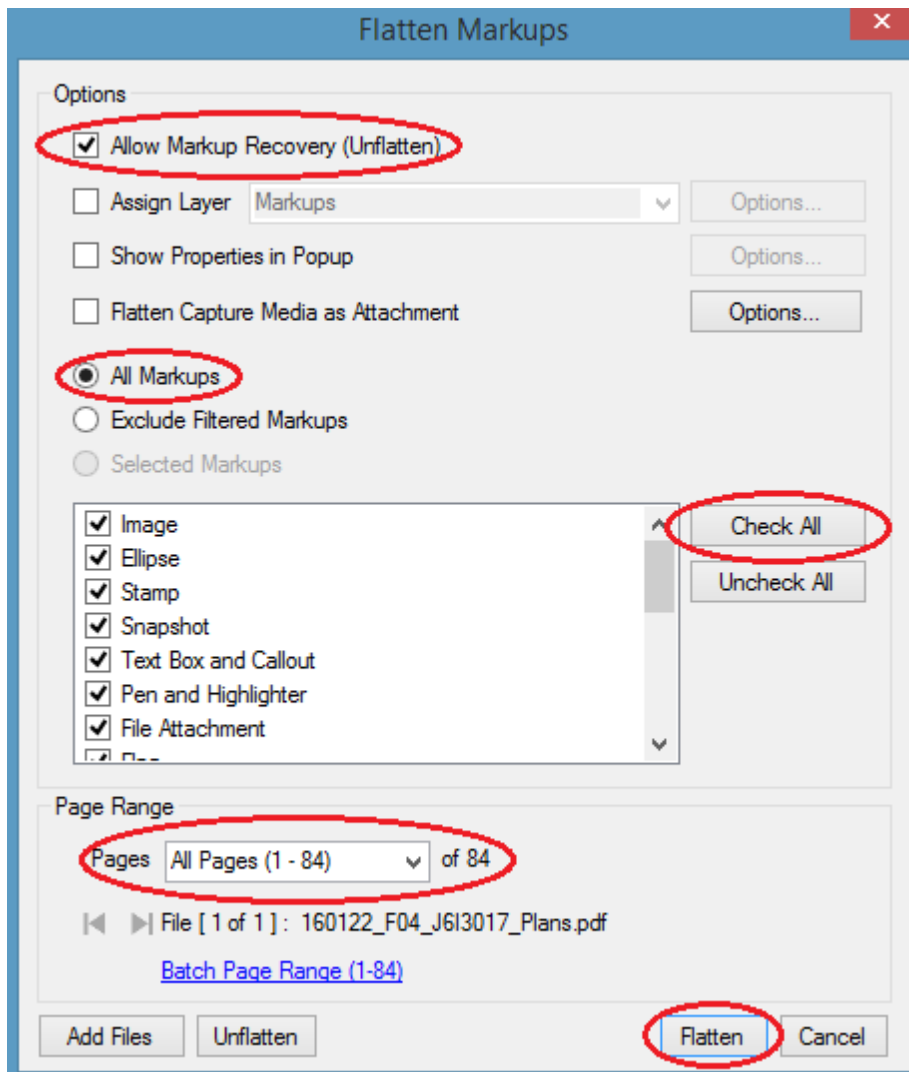 Flatten Markups
Options
Allow Markup Recovery (Unflatten)
Assign Layer Markups Options...
Show Properties in Popup Options...
Flatten Capture Media as Attachment Options...
All Markups
Exclude Filtered Markups
Selected Markups
Image Check All
Ellipse
Stamp Uncheck All
Snapshot
Text Box and Callout
Pen and Highlighter
File Attachment
Page Range
Pages All Pages (1 - 84) of 84
File [ 1 of 1 ] : 160122_F04_J6I3017_Plans.pdf
Batch Page Range (1-84)
Add Files Unflatten Flatten Cancel